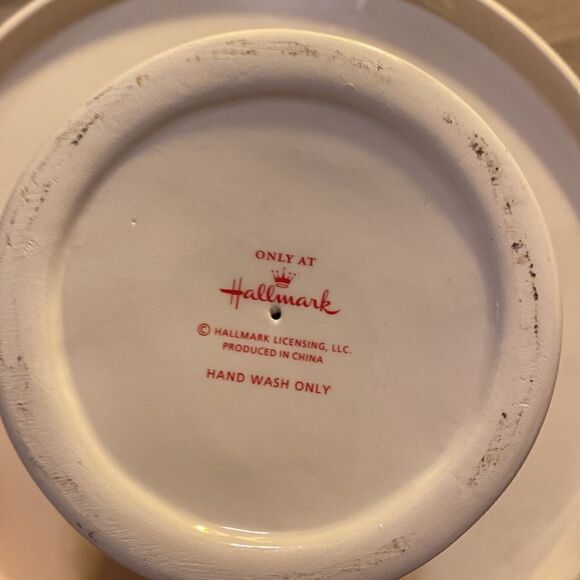 ONLY AT
Hallmark
© HALLMARK LICENSING, LLC.
PRODUCED IN CHINA
HAND WASH ONLY